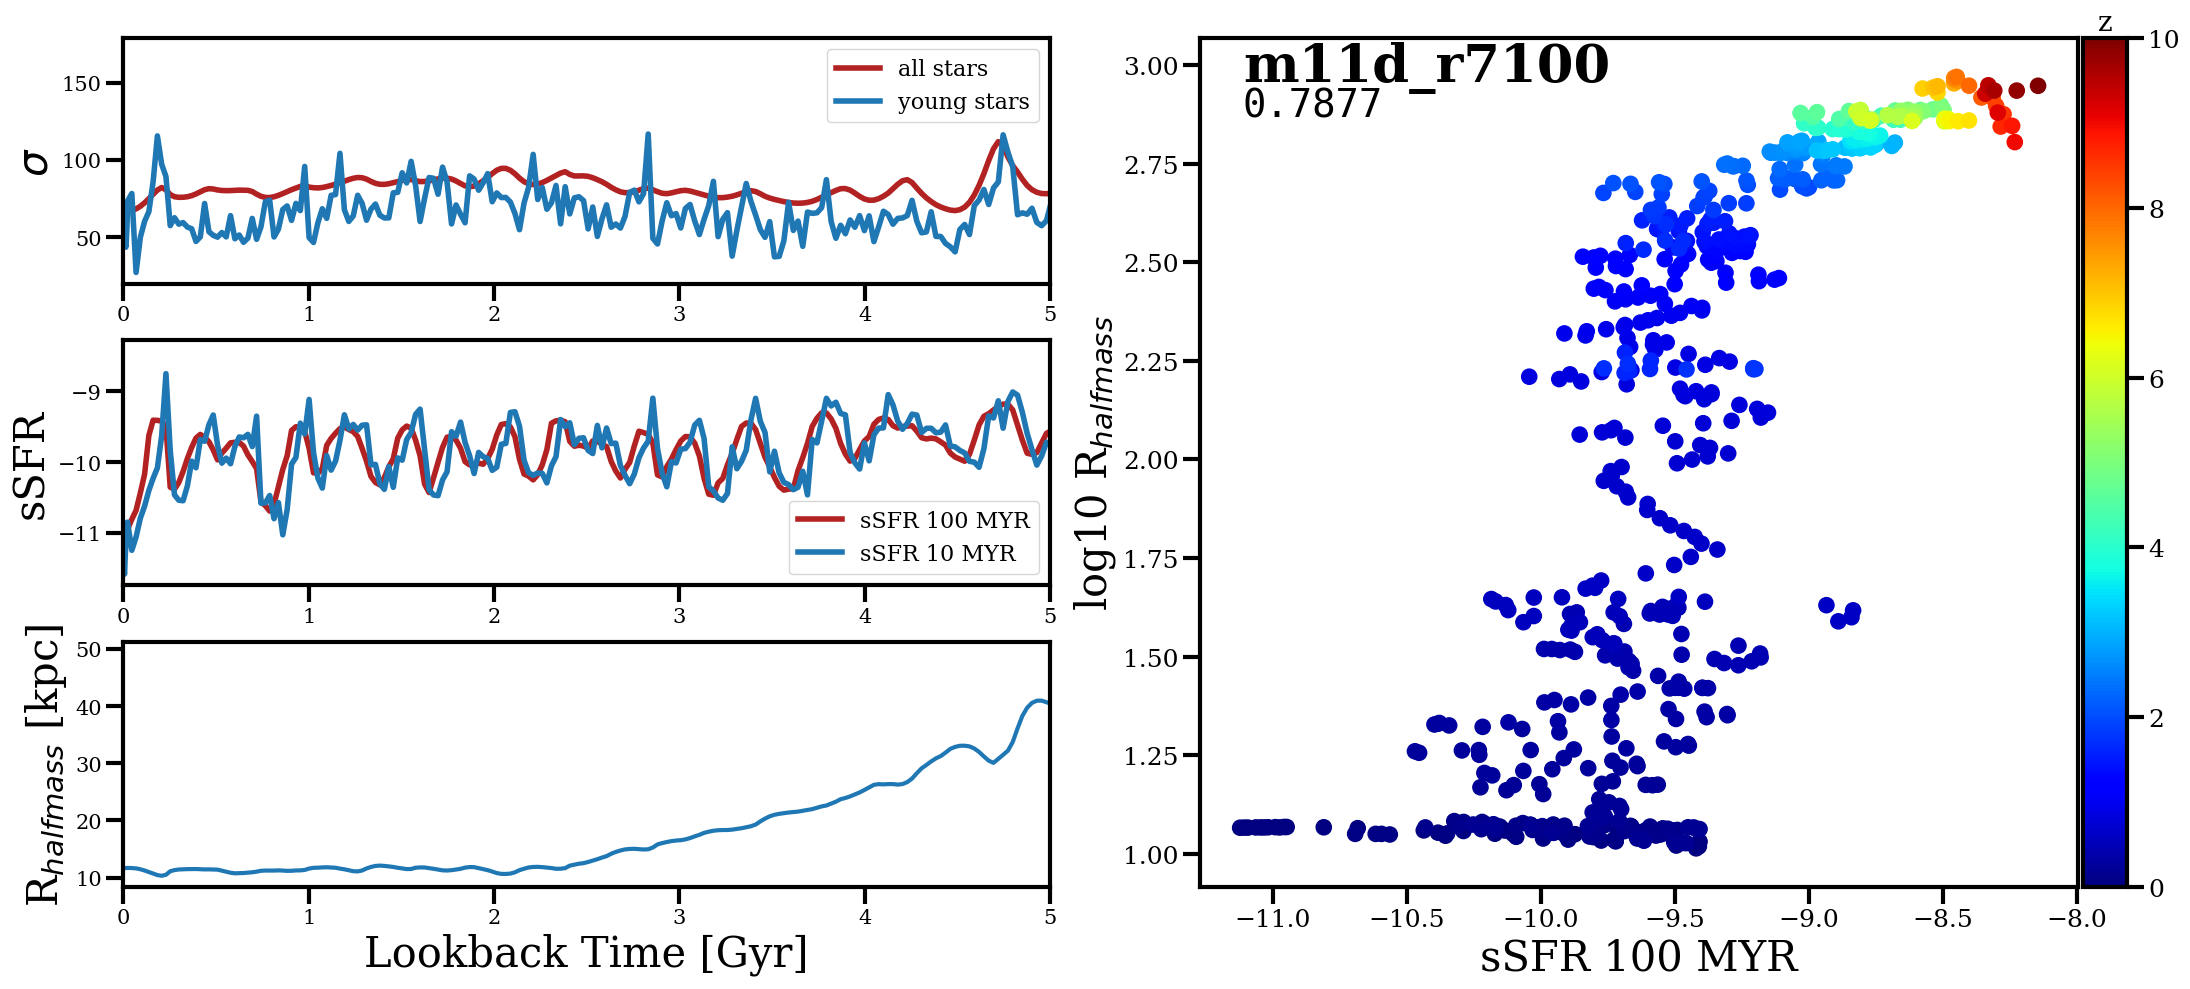 σ
150
100
50
all stars
young stars
0 1 2 3 4 5
sSFR
−9
−10
−11
sSFR 100 MYR
sSFR 10 MYR
0 1 2 3 4 5
R_halfmass [kpc]
50
40
30
20
10
0 1 2 3 4 5
Lookback Time [Gyr]
m11d_r7100
0.7877
log10 R_halfmass
3.00
2.75
2.50
2.25
2.00
1.75
1.50
1.25
1.00
−11.0 −10.5 −10.0 −9.5 −9.0 −8.5 −8.0
sSFR 100 MYR
z
10
8
6
4
2
0